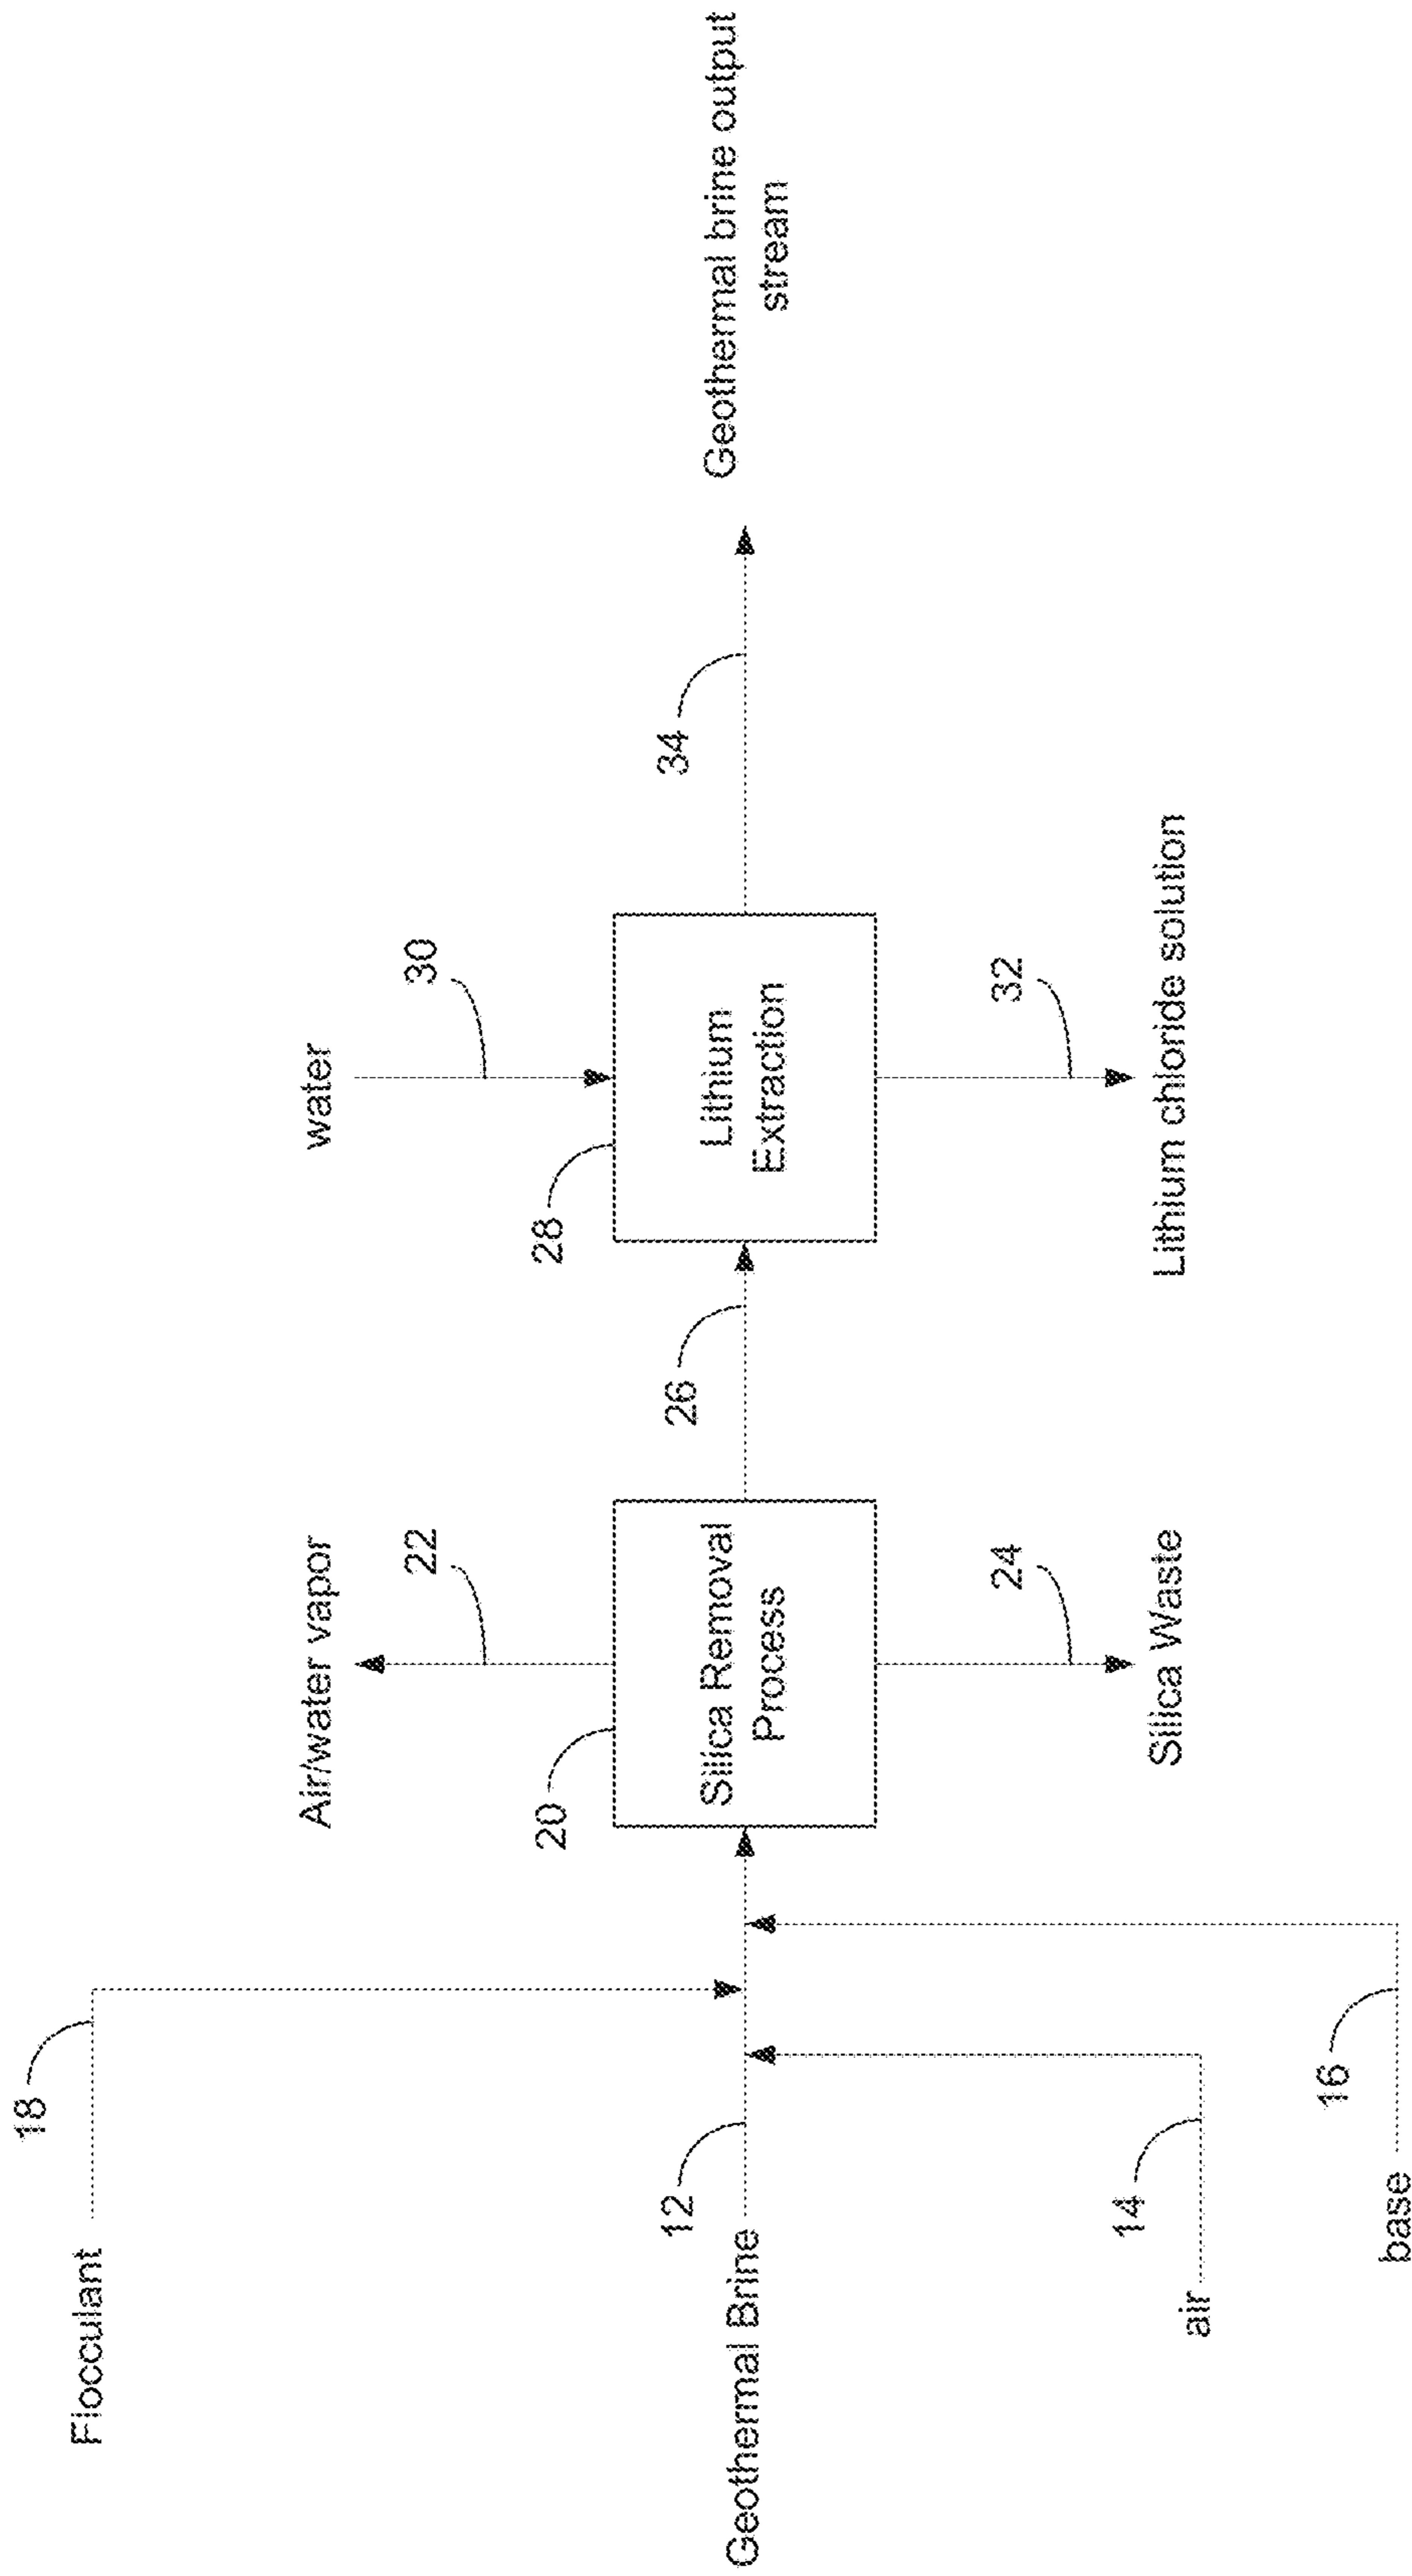 Flocculant
18
Geothermal Brine
12
air
14
base
16
Air/water vapor
22
20
Silica Removal
Process
24
Silica Waste
26
water
30
28
Lithium
Extraction
32
Lithium chloride solution
34
Geothermal brine output
stream